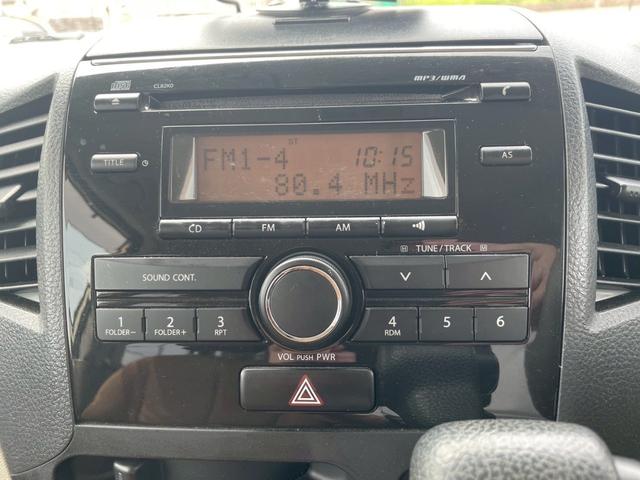 CL82K0
MP3/WMA
TITLE
ST
FM1-4 10:15
80.4 MHz
AS
CD FM AM
TUNE / TRACK
SOUND CONT.
1 2 3
FOLDER− FOLDER+ RPT
4 5 6
RDM
VOL PUSH PWR